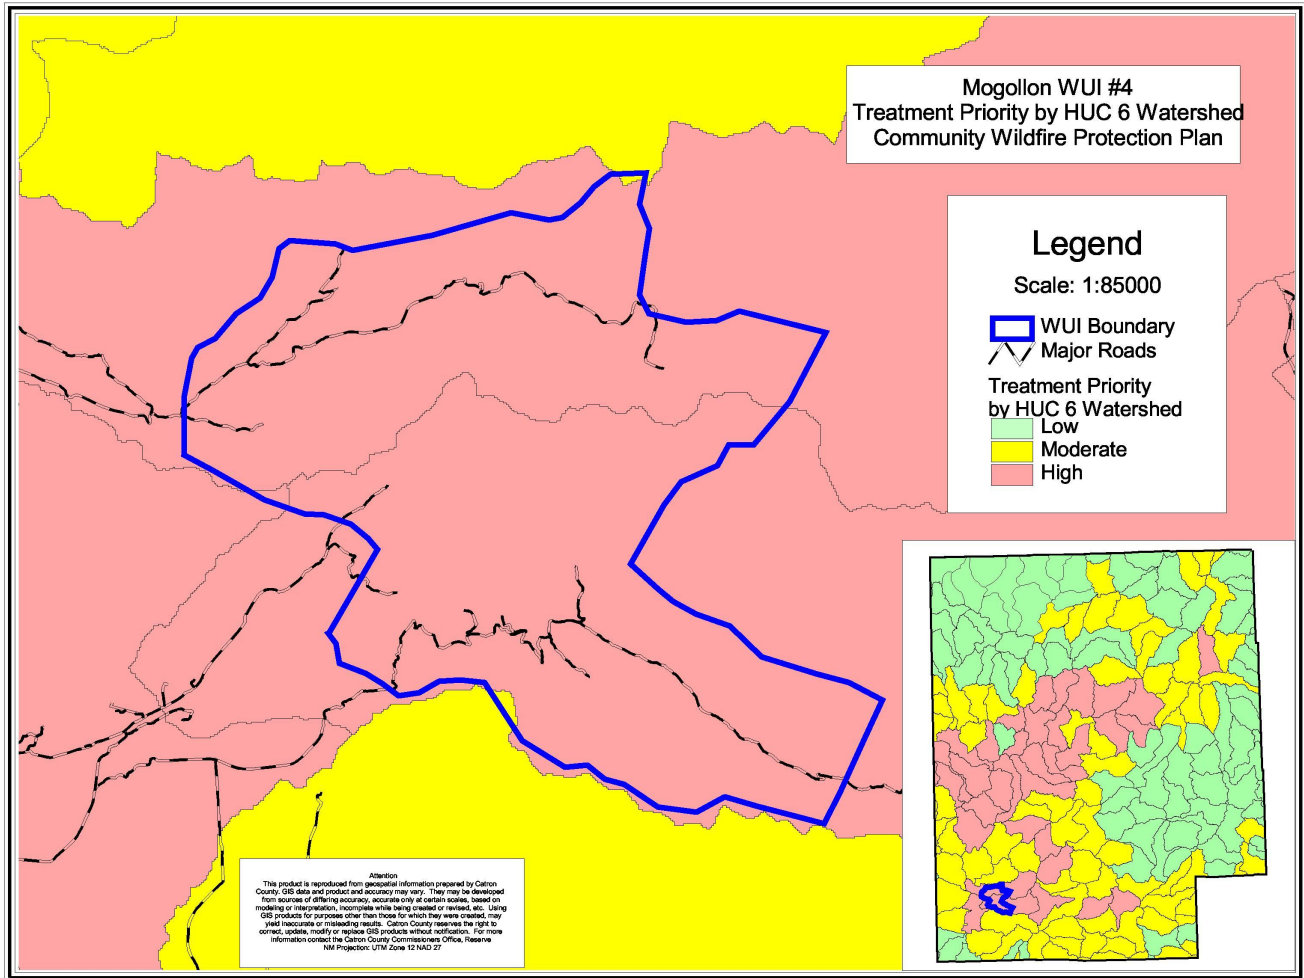 Mogollon WUI #4
Treatment Priority by HUC 6 Watershed
Community Wildfire Protection Plan
Legend
Scale: 1:85000
WUI Boundary
Major Roads
Treatment Priority
by HUC 6 Watershed
Low
Moderate
High
Attention
This product is reproduced from geospatial information prepared by Catron
County. GIS data and product and accuracy may vary. They may be developed
from sources of differing accuracy, accurate only at certain scales, based on
modeling or interpretation, incomplete while being created or revised, etc. Using
GIS products for purposes other than those for which they were created, may
yield inaccurate or misleading results. Catron County reserves the right to
correct, update, modify or replace GIS products without notification. For more
information contact the Catron County Commissioners Office, Reserve
NM Projection: UTM Zone 12 NAD 27